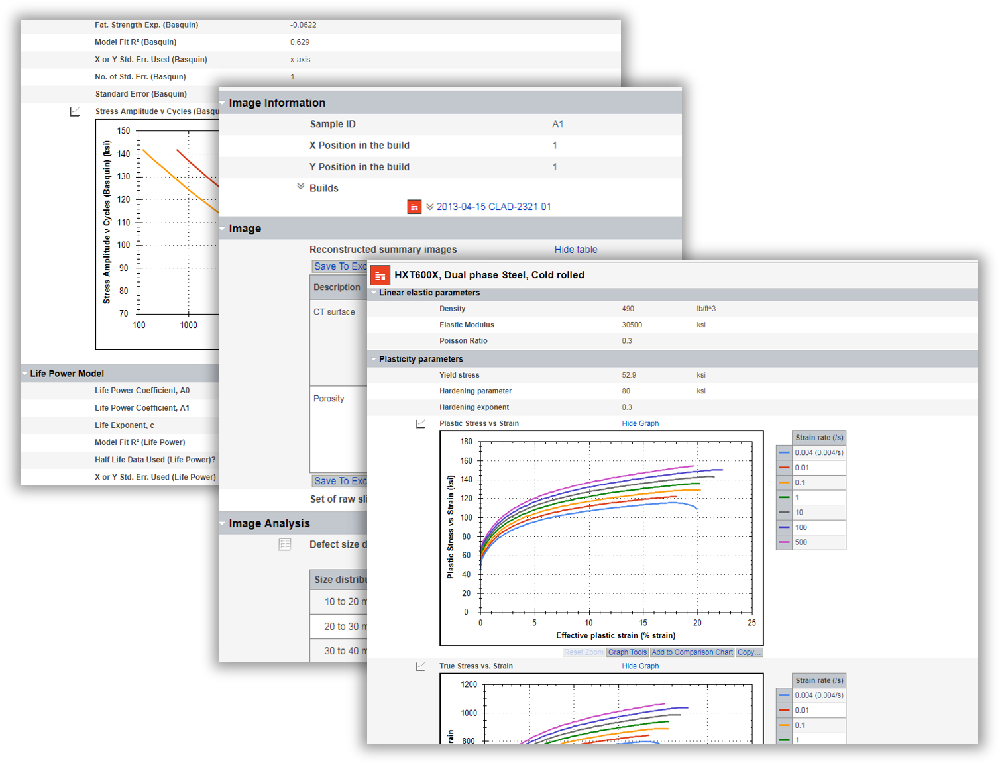 Fat. Strength Exp. (Basquin) -0.0622
Model Fit R² (Basquin) 0.629
X or Y Std. Err. Used (Basquin) x-axis
No. of Std. Err. (Basquin) 1
Standard Error (Basquin)
Stress Amplitude v Cycles (Basqu
Stress Amplitude v Cycles (Basquin) (ksi)
150
140
130
120
110
100
90
80
70
100 1000
Life Power Model
Life Power Coefficient, A0
Life Power Coefficient, A1
Life Exponent, c
Model Fit R² (Life Power)
Half Life Data Used (Life Power)?
X or Y Std. Err. Used (Life Power)
Image Information
Sample ID A1
X Position in the build 1
Y Position in the build 1
Builds
2013-04-15 CLAD-2321 01
Image
Reconstructed summary images Hide table
Save To Exc
Description
CT surface
Porosity
Save To Exc
Set of raw sli
Image Analysis
Defect size d
Size distribu
10 to 20 m
20 to 30 m
30 to 40 m
HXT600X, Dual phase Steel, Cold rolled
Linear elastic parameters
Density 490 lb/ft^3
Elastic Modulus 30500 ksi
Poisson Ratio 0.3
Plasticity parameters
Yield stress 52.9 ksi
Hardening parameter 80 ksi
Hardening exponent 0.3
Plastic Stress vs Strain Hide Graph
Plastic Stress vs Strain (ksi)
180
160
140
120
100
80
60
40
20
0
0 5 10 15 20 25
Effective plastic strain (% strain)
Strain rate (/s)
0.004 (0.004/s)
0.01
0.1
1
10
100
500
Reset Zoom Graph Tools Add to Comparison Chart Copy...
True Stress vs. Strain Hide Graph
train
1200
1000
800
Strain rate (/s)
0.004 (0.004/s)
0.01
0.1
1